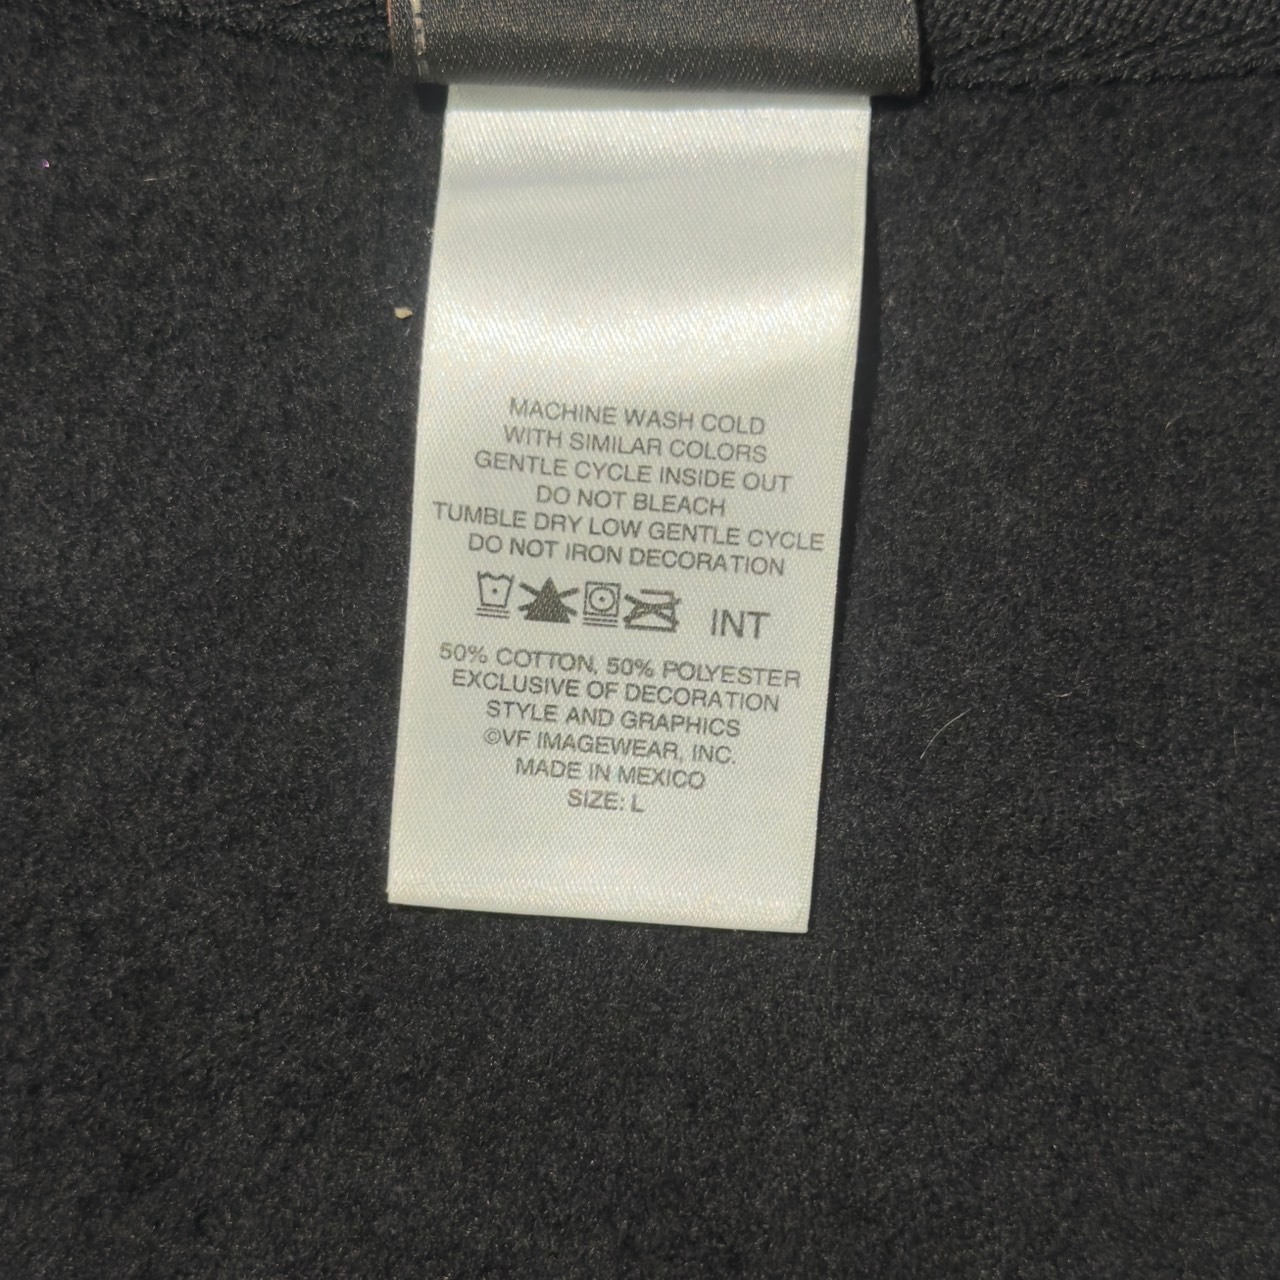 MACHINE WASH COLD
WITH SIMILAR COLORS
GENTLE CYCLE INSIDE OUT
DO NOT BLEACH
TUMBLE DRY LOW GENTLE CYCLE
DO NOT IRON DECORATION
INT
50% COTTON, 50% POLYESTER
EXCLUSIVE OF DECORATION
STYLE AND GRAPHICS
©VF IMAGEWEAR, INC.
MADE IN MEXICO
SIZE: L